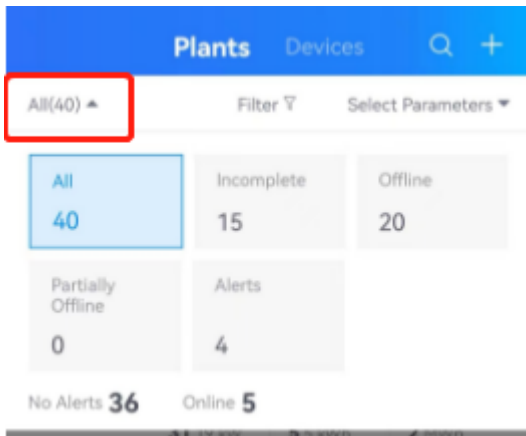 Plants Devices
All(40) Filter Select Parameters
All Incomplete Offline
40 15 20
Partially Offline Alerts
0 4
No Alerts 36 Online 5